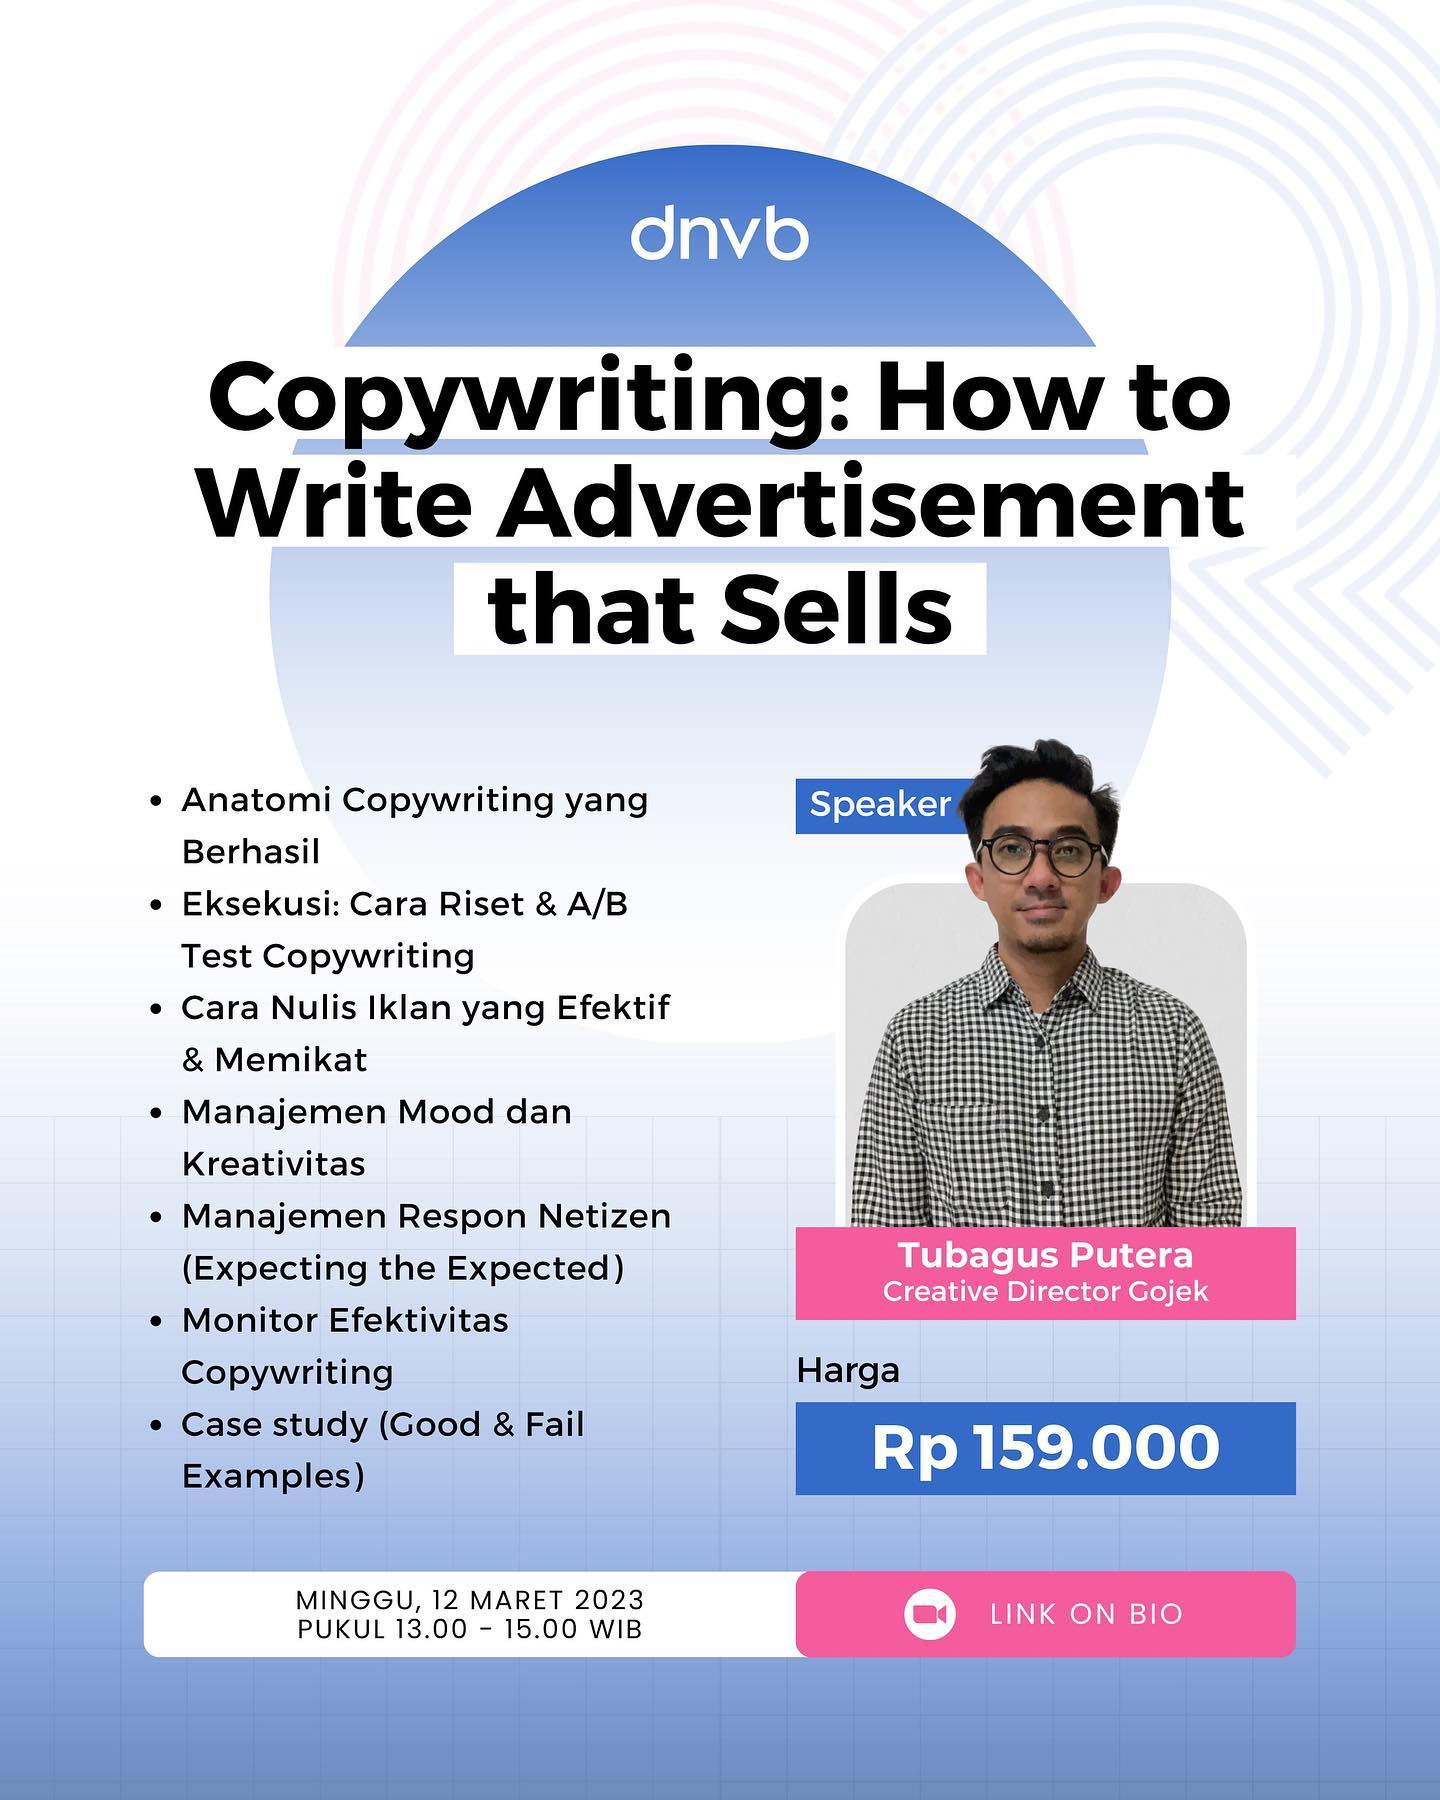 dnvb
Copywriting: How to
Write Advertisement
that Sells
• Anatomi Copywriting yang
Berhasil
• Eksekusi: Cara Riset & A/B
Test Copywriting
• Cara Nulis Iklan yang Efektif
& Memikat
• Manajemen Mood dan
Kreativitas
• Manajemen Respon Netizen
(Expecting the Expected)
• Monitor Efektivitas
Copywriting
• Case study (Good & Fail
Examples)
Speaker
Tubagus Putera
Creative Director Gojek
Harga
Rp 159.000
MINGGU, 12 MARET 2023
PUKUL 13.00 - 15.00 WIB
LINK ON BIO